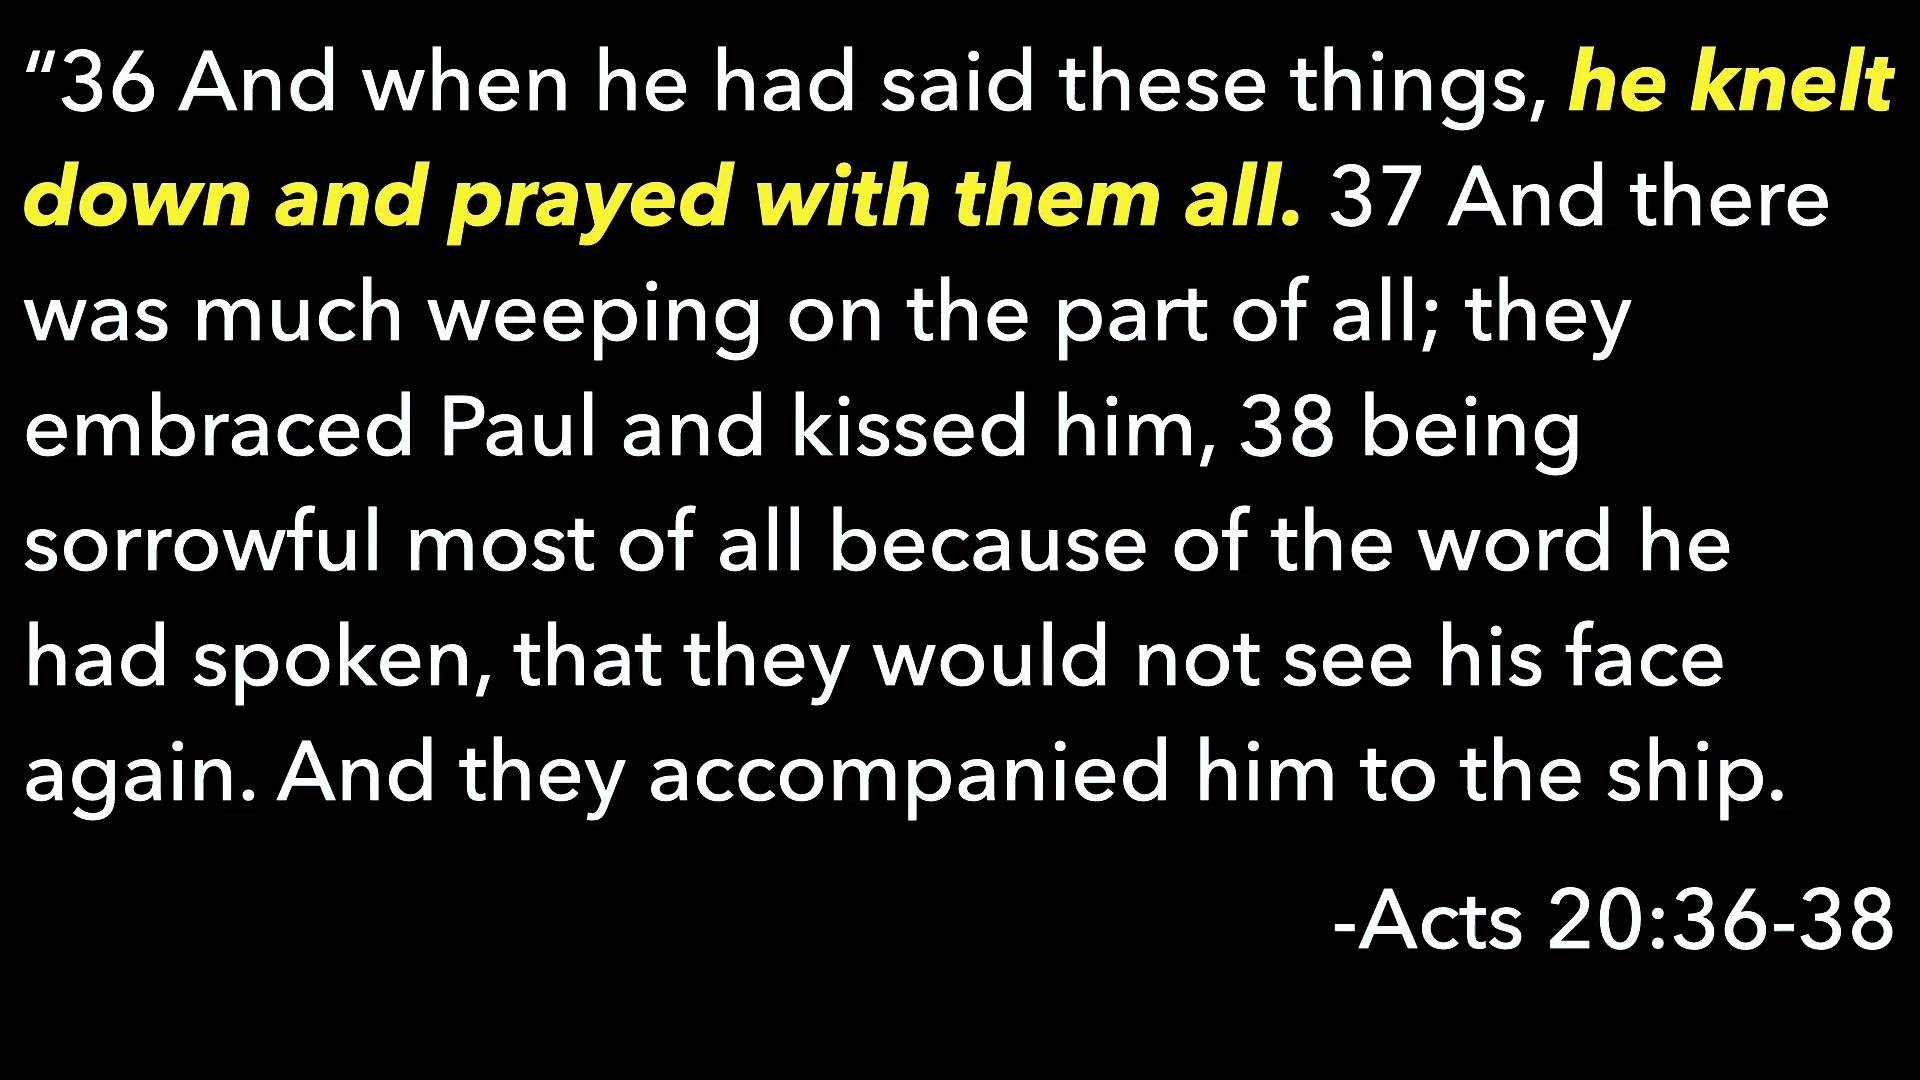 “36 And when he had said these things, he knelt
down and prayed with them all. 37 And there
was much weeping on the part of all; they
embraced Paul and kissed him, 38 being
sorrowful most of all because of the word he
had spoken, that they would not see his face
again. And they accompanied him to the ship.
-Acts 20:36-38